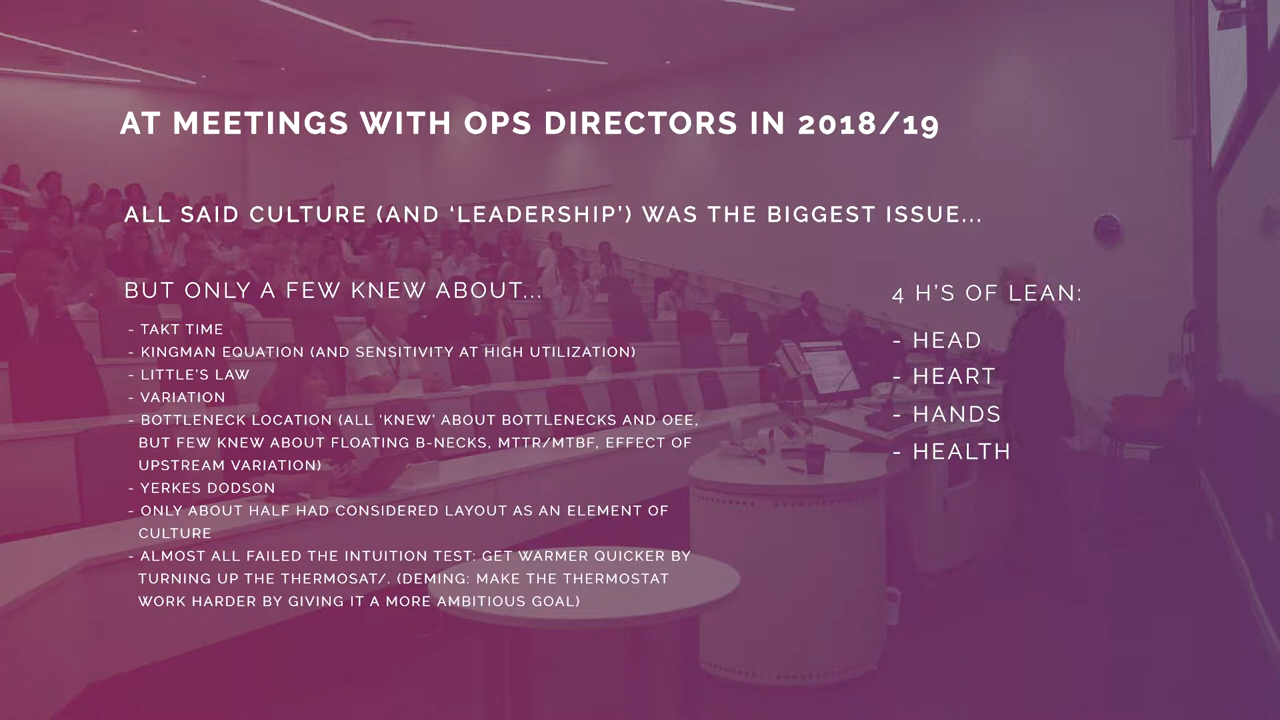 AT MEETINGS WITH OPS DIRECTORS IN 2018/19
ALL SAID CULTURE (AND ‘LEADERSHIP’) WAS THE BIGGEST ISSUE...
BUT ONLY A FEW KNEW ABOUT...
- TAKT TIME
- KINGMAN EQUATION (AND SENSITIVITY AT HIGH UTILIZATION)
- LITTLE'S LAW
- VARIATION
- BOTTLENECK LOCATION (ALL 'KNEW' ABOUT BOTTLENECKS AND OEE,
BUT FEW KNEW ABOUT FLOATING B-NECKS, MTTR/MTBF, EFFECT OF
UPSTREAM VARIATION)
- YERKES DODSON
- ONLY ABOUT HALF HAD CONSIDERED LAYOUT AS AN ELEMENT OF
CULTURE
- ALMOST ALL FAILED THE INTUITION TEST: GET WARMER QUICKER BY
TURNING UP THE THERMOSAT/. (DEMING: MAKE THE THERMOSTAT
WORK HARDER BY GIVING IT A MORE AMBITIOUS GOAL)
4 H'S OF LEAN:
- HEAD
- HEART
- HANDS
- HEALTH